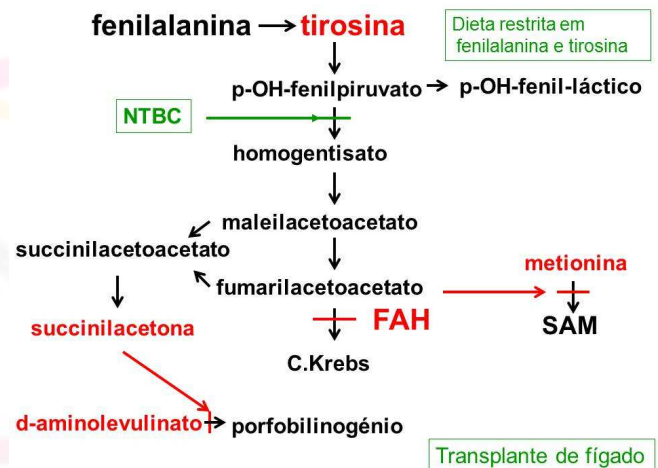 fenilalanina tirosina
Dieta restrita em
fenilalanina e tirosina
p-OH-fenilpiruvato p-OH-fenil-láctico
NTBC
homogentisato
maleilacetoacetato
succinilacetoacetato
metionina
fumarilacetoacetato
succinilacetona
FAH
SAM
C.Krebs
d-aminolevulinato porfobilinogénio
Transplante de fígado